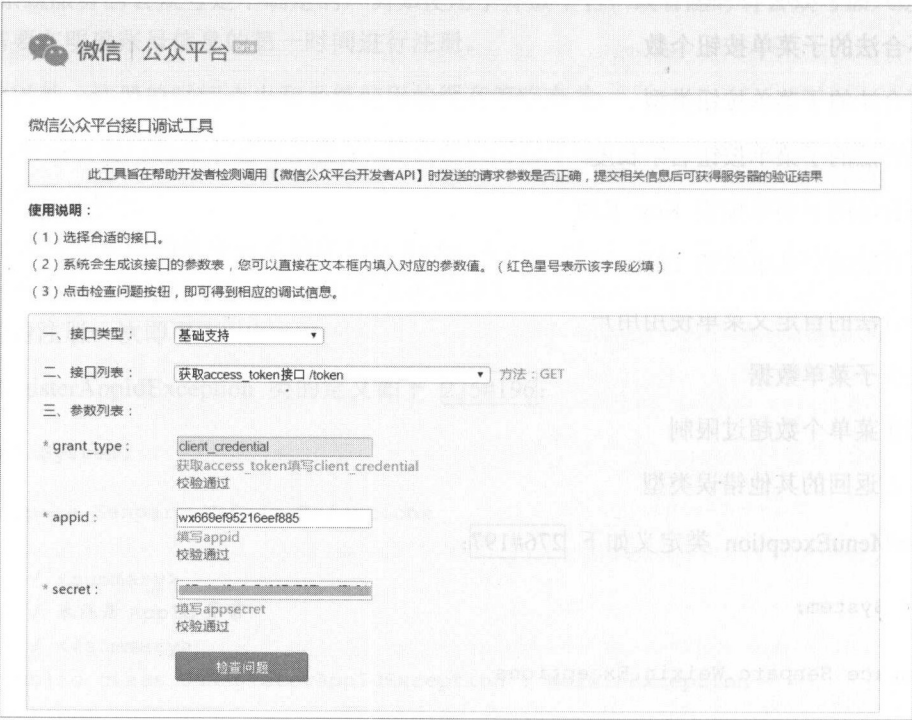 微信 | 公众平台
微信公众平台接口调试工具
此工具旨在帮助开发者检测调用【微信公众平台开发者API】时发送的请求参数是否正确,提交相关信息后可获得服务器的验证结果
使用说明:
(1)选择合适的接口。
(2)系统会生成该接口的参数表,您可以直接在文本框内填入对应的参数值。(红色星号表示该字段必填)
(3)点击检查问题按钮,即可得到相应的调试信息。
一、接口类型: 基础支持
二、接口列表: 获取access_token接口 /token 方法:GET
三、参数列表:
* grant_type: client_credential
获取access_token填写client_credential
校验通过
* appid: wx669ef95216eef885
填写appid
校验通过
* secret:
填写appsecret
校验通过
检查问题